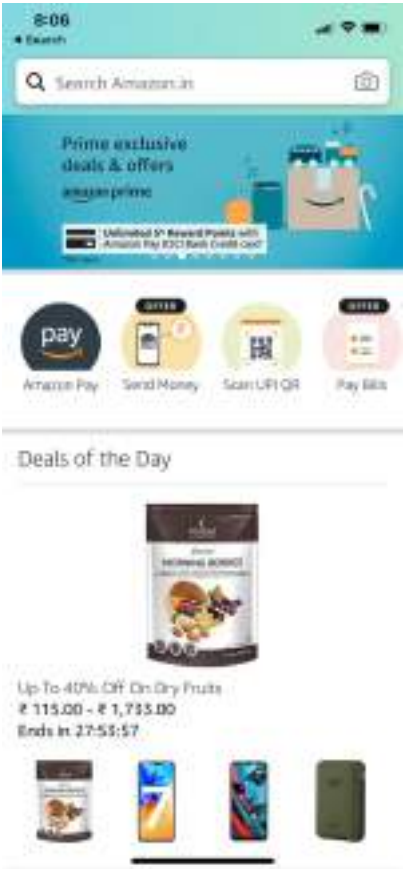 8:06
Search
Search Amazon.in
Prime exclusive
deals & offers
amazon prime
Unlimited 5% Reward Points with
Amazon Pay ICICI Bank Credit card*
OFFER
OFFER
pay
Amazon Pay
Send Money
Scan UPI QR
Pay Bills
Deals of the Day
MORNING BERRIES
Up To 40% Off On Dry Fruits
₹ 115.00 - ₹ 1,733.00
Ends in 27:53:57
7